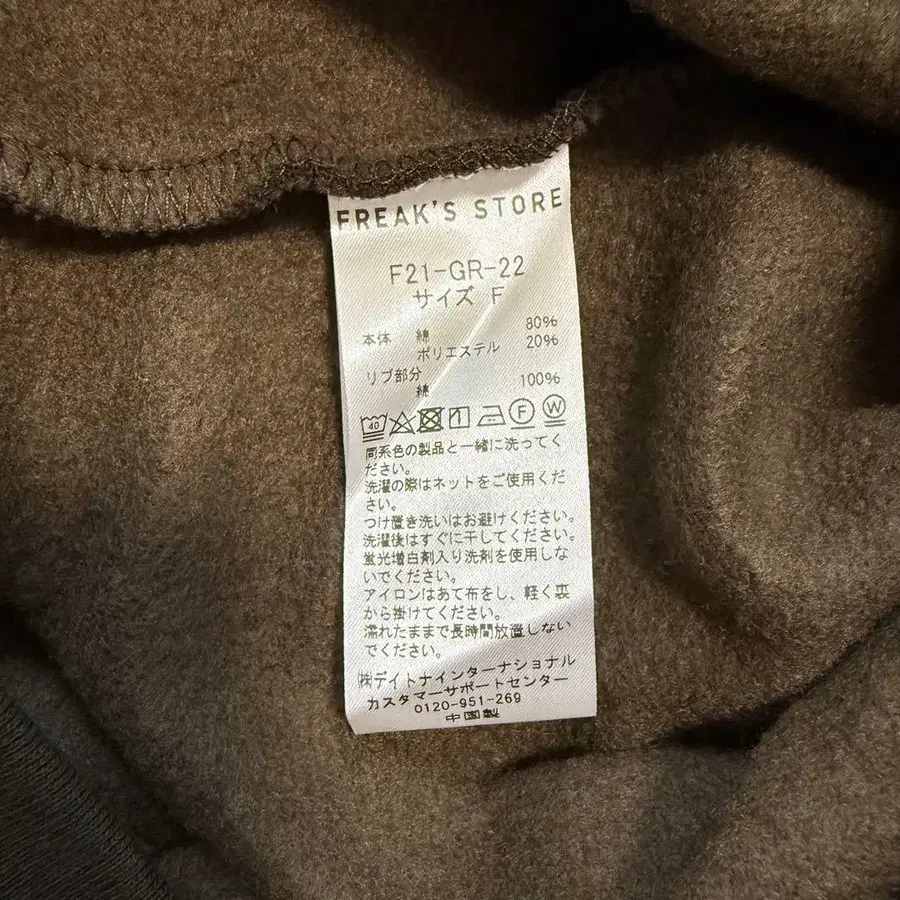 FREAK'S STORE
F21-GR-22
サイズ F
本体 綿 80%
ポリエステル 20%
リブ部分
綿 100%
40 F W
同系色の製品と一緒に洗ってく
ださい。
洗濯の際はネットをご使用くだ
さい。
つけ置き洗いはお避けください。
洗濯後はすぐに干してください。
蛍光増白剤入り洗剤を使用しな
いでください。
アイロンはあて布をし、軽く裏
から掛けてください。
濡れたままで長時間放置しない
でください。
㈱デイトナインターナショナル
カスタマーサポートセンター
0120-951-269
中国製